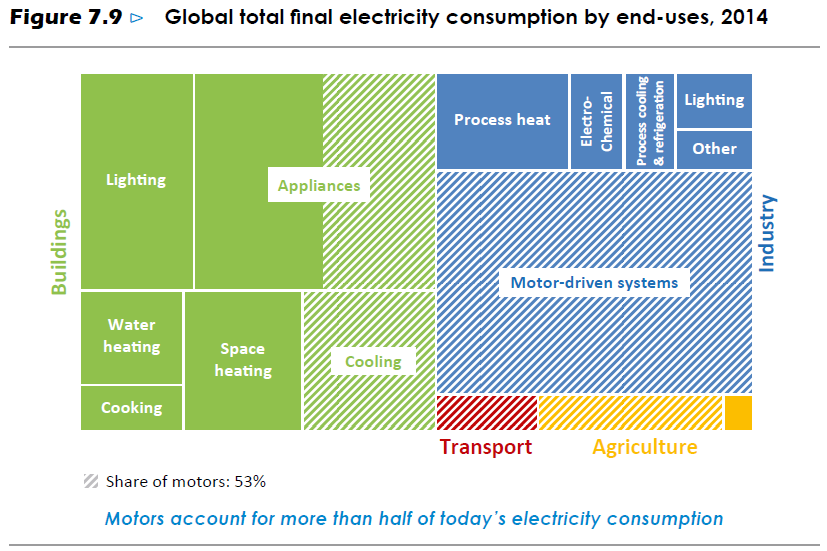 Figure 7.9 ▷ Global total final electricity consumption by end-uses, 2014
Buildings
Lighting
Appliances
Water
heating
Cooking
Space
heating
Cooling
Process heat
Electro-
Chemical
Process cooling
& refrigeration
Lighting
Other
Motor-driven systems
Industry
Transport
Agriculture
Share of motors: 53%
Motors account for more than half of today's electricity consumption